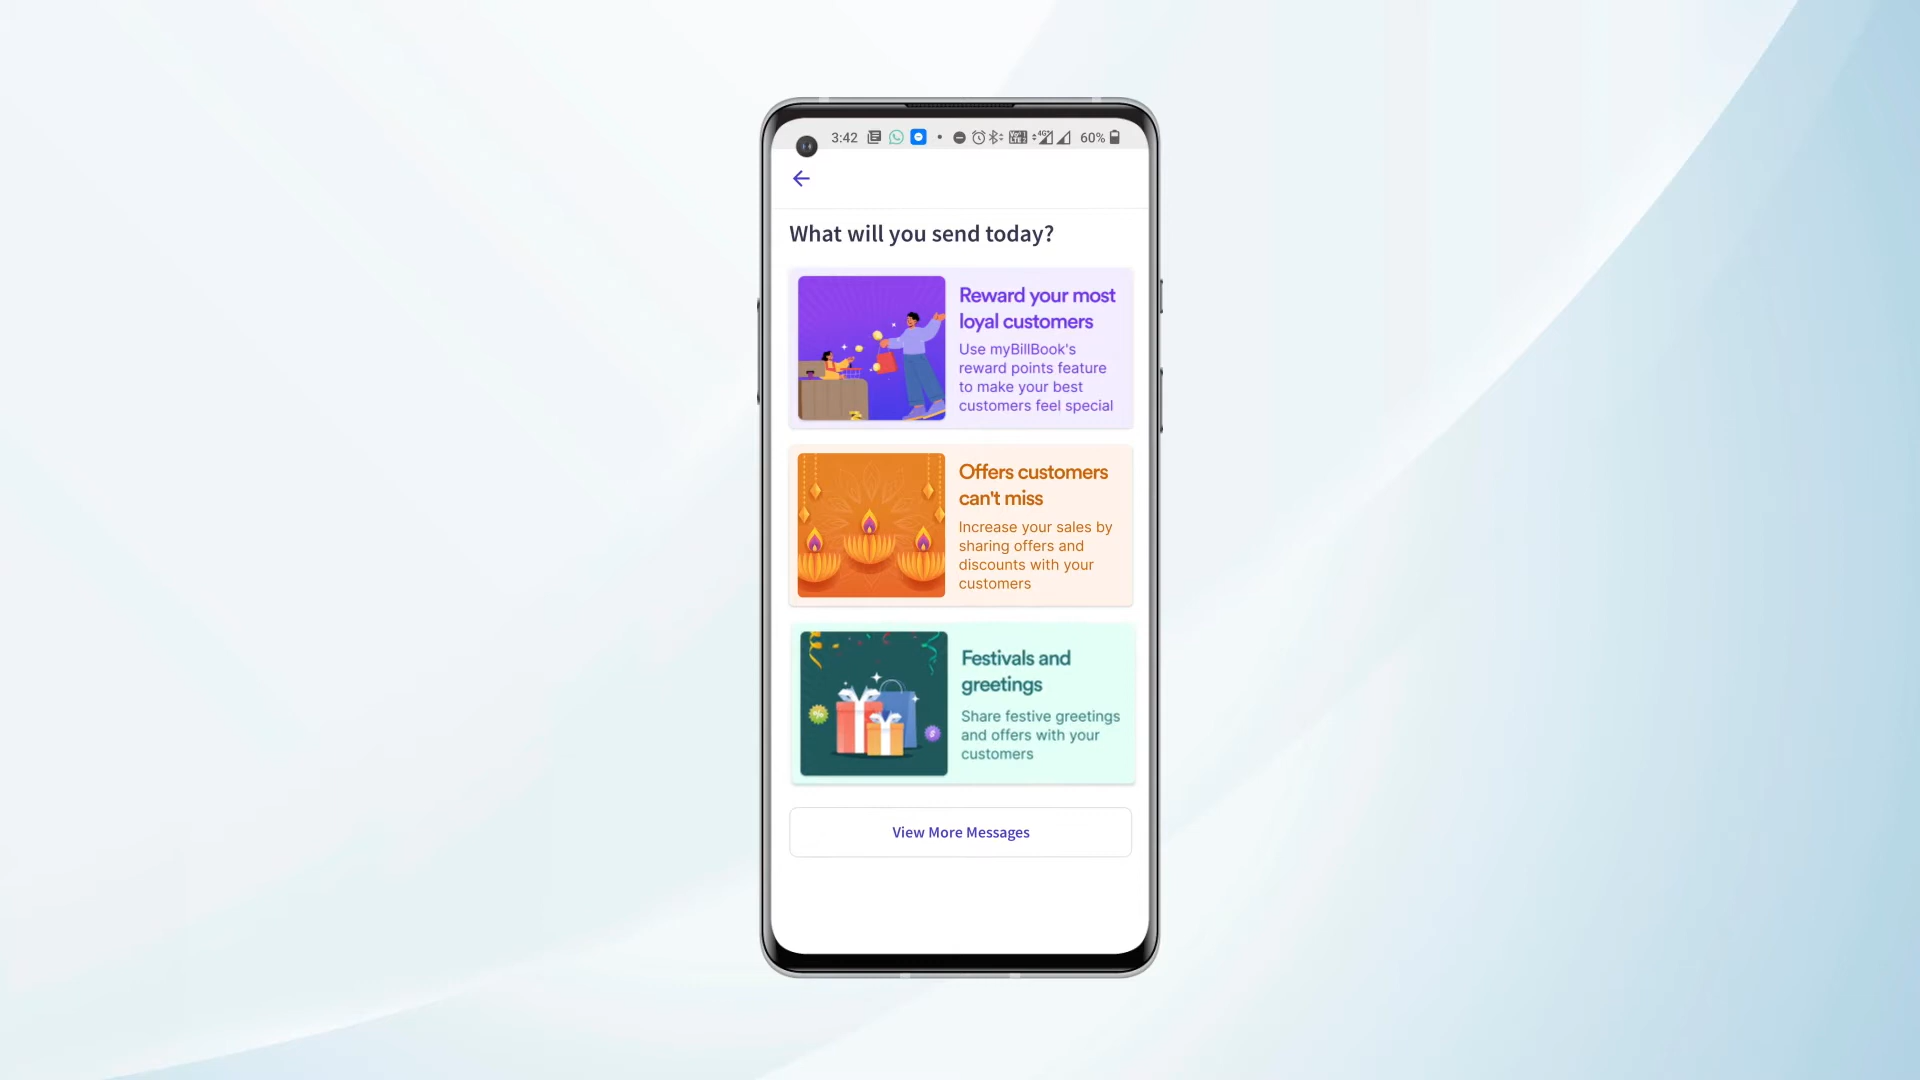 3:42 60%
What will you send today?
Reward your most
loyal customers
Use myBillBook's
reward points feature
to make your best
customers feel special
Offers customers
can't miss
Increase your sales by
sharing offers and
discounts with your
customers
Festivals and
greetings
Share festive greetings
and offers with your
customers
View More Messages